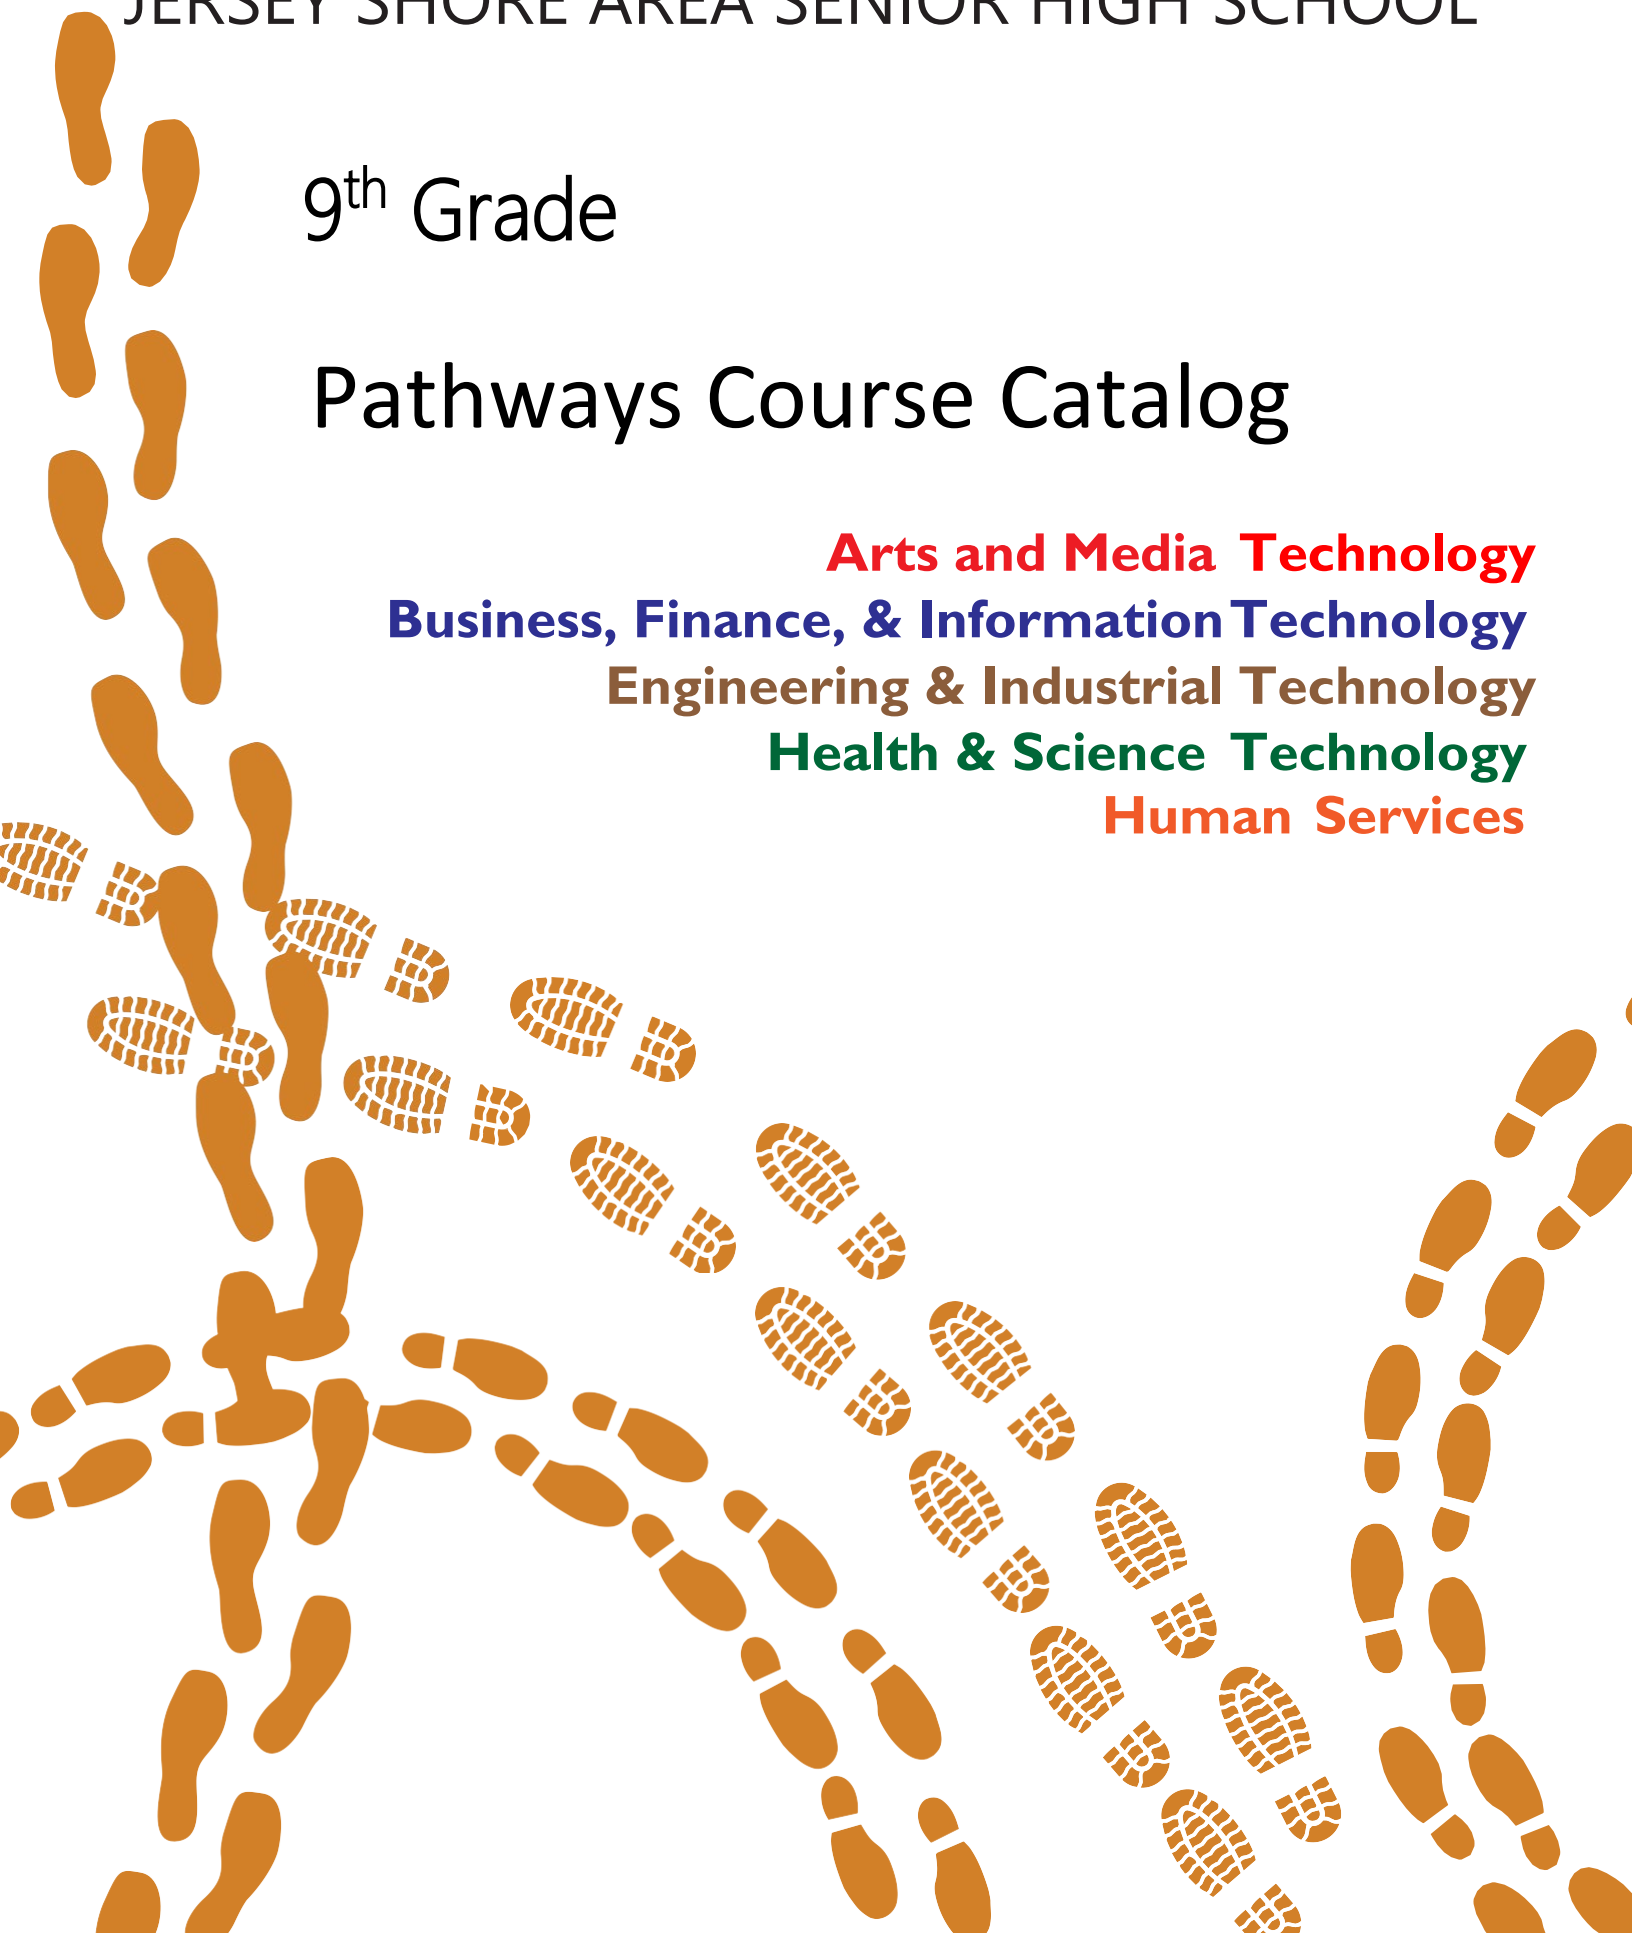 JERSEY SHORE AREA SENIOR HIGH SCHOOL
9th Grade
Pathways Course Catalog
Arts and Media Technology
Business, Finance, & Information Technology
Engineering & Industrial Technology
Health & Science Technology
Human Services